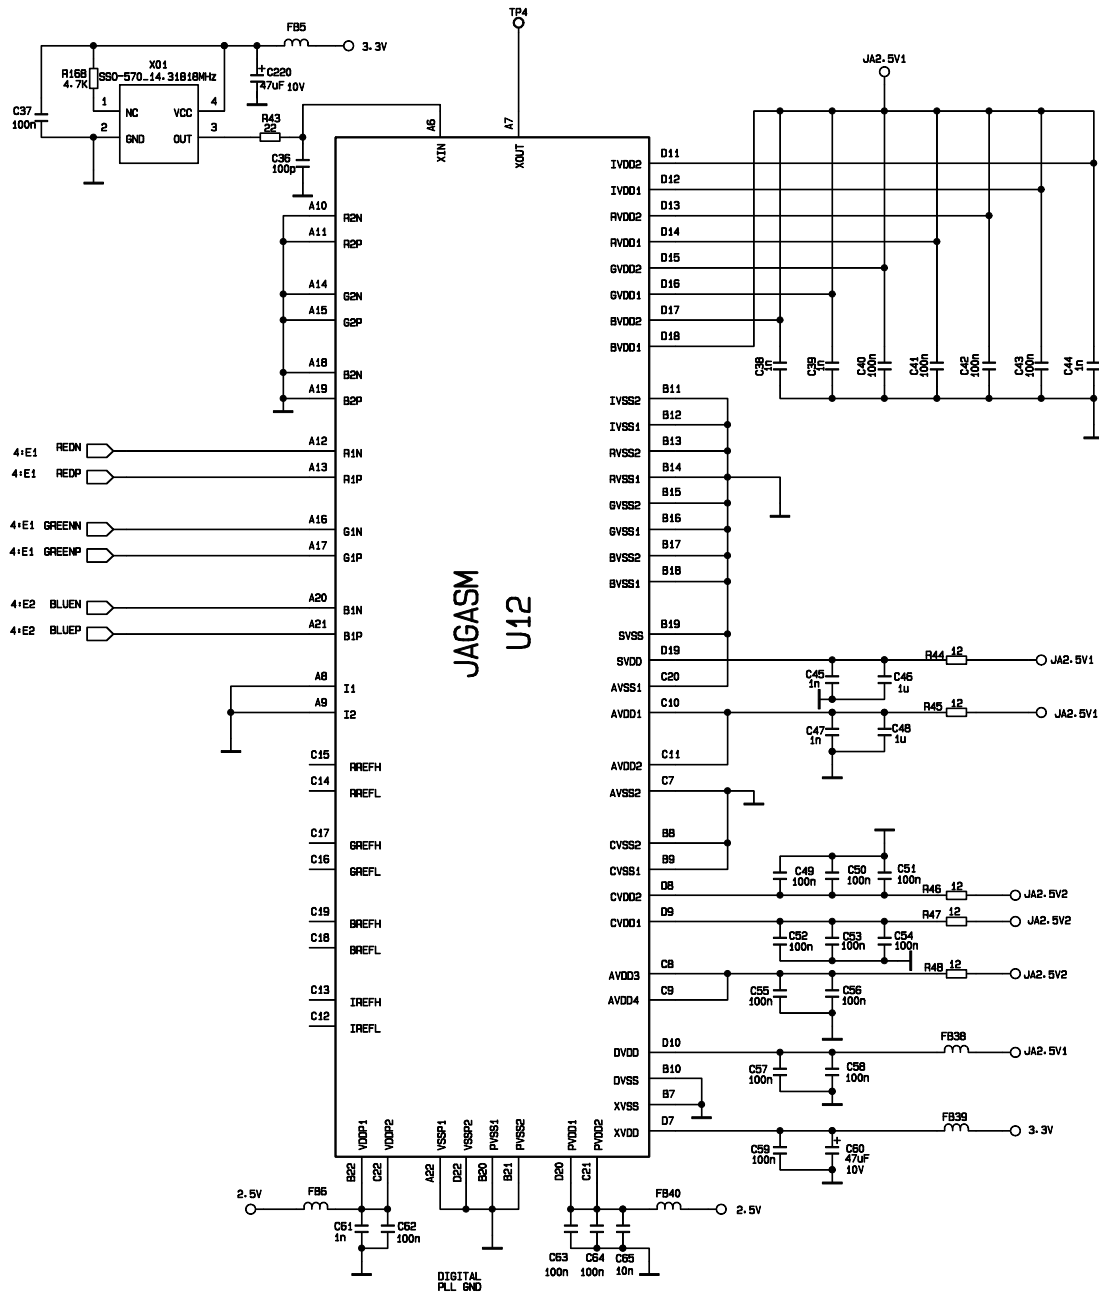 TP4
FB5
3.3V
JA2.5V1
X01
SSO-570_14.31818MHz
R168
4.7K
C220
47uF 10V
C37
100n
1 NC VCC 4
2 GND OUT 3
R43
22
C36
100p
A6
XIN
A7
XOUT
A10 R2N
A11 R2P
A14 G2N
A15 G2P
A18 B2N
A19 B2P
4:E1 REDN A12 R1N
4:E1 REDP A13 R1P
4:E1 GREENN A16 G1N
4:E1 GREENP A17 G1P
4:E2 BLUEN A20 B1N
4:E2 BLUEP A21 B1P
A8 I1
A9 I2
C15 RREFH
C14 RREFL
C17 GREFH
C16 GREFL
C19 BREFH
C18 BREFL
C13 IREFH
C12 IREFL
JAGASM
U12
IVDD2 D11
IVDD1 D12
RVDD2 D13
RVDD1 D14
GVDD2 D15
GVDD1 D16
BVDD2 D17
BVDD1 D18
C38
1n
C39
1n
C40
100n
C41
100n
C42
100n
C43
100n
C44
1n
IVSS2 B11
IVSS1 B12
RVSS2 B13
RVSS1 B14
GVSS2 B15
GVSS1 B16
BVSS2 B17
BVSS1 B18
SVSS B19
SVDD D19
R44 12 JA2.5V1
C45
1n
C46
1u
AVSS1 C20
AVDD1 C10
R45 12 JA2.5V1
C47
1n
C48
1u
AVDD2 C11
AVSS2 C7
CVSS2 B8
CVSS1 B9
C49
100n
C50
100n
C51
100n
CVDD2 D8
R46 12 JA2.5V2
CVDD1 D9
R47 12 JA2.5V2
C52
100n
C53
100n
C54
100n
AVDD3 C8
R48 12 JA2.5V2
AVDD4 C9
C55
100n
C56
100n
DVDD D10
FB38 JA2.5V1
C57
100n
C58
100n
DVSS B10
XVSS B7
XVDD D7
FB39 3.3V
C59
100n
C60
47uF
10V
VDDP1
VDDP2
VSSP1
VSSP2
PVSS1
PVSS2
PVDD1
PVDD2
B22
C22
A22
D22
B20
B21
D20
C21
2.5V
FB6
FB40
2.5V
C61
1n
C62
100n
C63
100n
C64
100n
C65
10n
DIGITAL
PLL GND